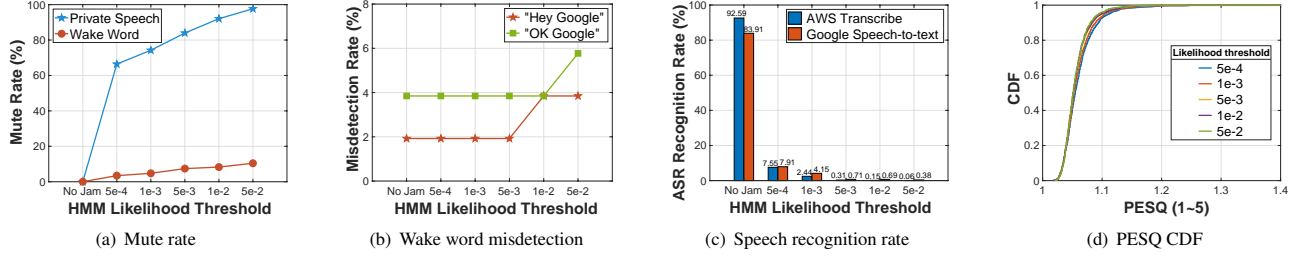 Mute Rate (%)
100
80
60
40
20
0
Private Speech
Wake Word
No Jam 5e-4 1e-3 5e-3 1e-2 5e-2
HMM Likelihood Threshold
(a) Mute rate
Misdetection Rate (%)
8
6
4
2
0
"Hey Google"
"OK Google"
No Jam 5e-4 1e-3 5e-3 1e-2 5e-2
HMM Likelihood Threshold
(b) Wake word misdetection
ASR Recognition Rate (%)
100
80
60
40
20
0
AWS Transcribe
Google Speech-to-text
92.59
83.91
7.55 7.91
2.44 4.15
0.31 0.71
0.15 0.69
0.06 0.38
No Jam 5e-4 1e-3 5e-3 1e-2 5e-2
HMM Likelihood Threshold
(c) Speech recognition rate
CDF
1
0.8
0.6
0.4
0.2
0
Likelihood threshold
5e-4
1e-3
5e-3
1e-2
5e-2
1 1.1 1.2 1.3 1.4
PESQ (1~5)
(d) PESQ CDF